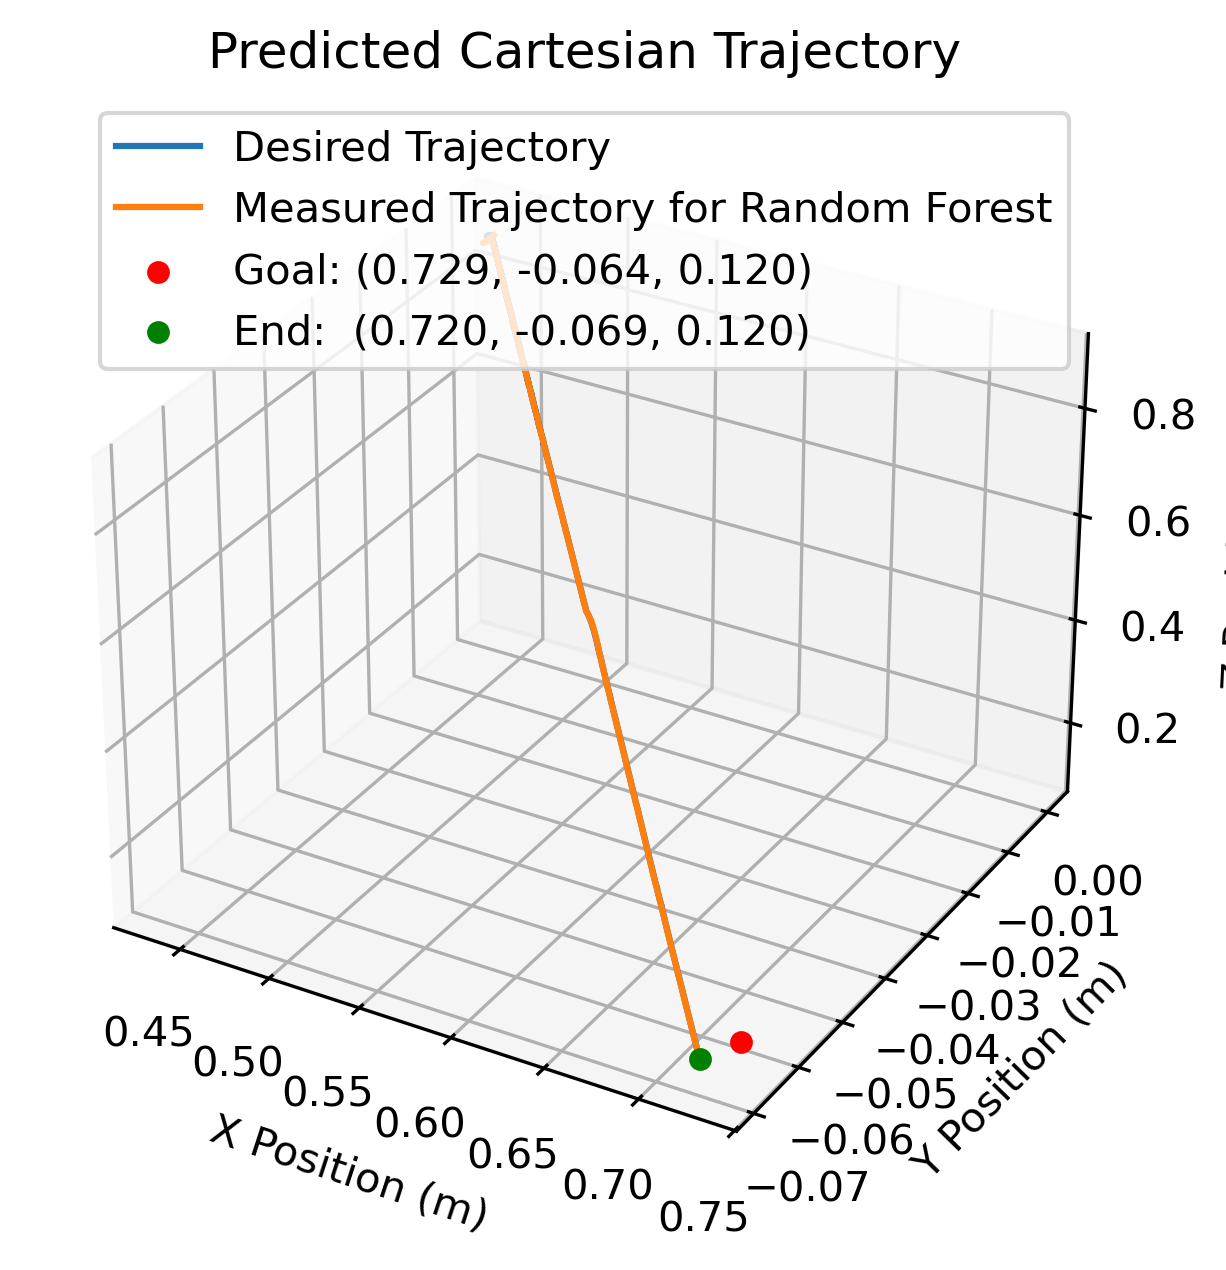 Predicted Cartesian Trajectory
Desired Trajectory
Measured Trajectory for Random Forest
Goal: (0.729, -0.064, 0.120)
End: (0.720, -0.069, 0.120)
0.8
0.6
0.4
0.2
0.00
−0.01
−0.02
−0.03
−0.04
−0.05
−0.06
−0.07
Y Position (m)
0.45
0.50
0.55
0.60
0.65
0.70
0.75
X Position (m)